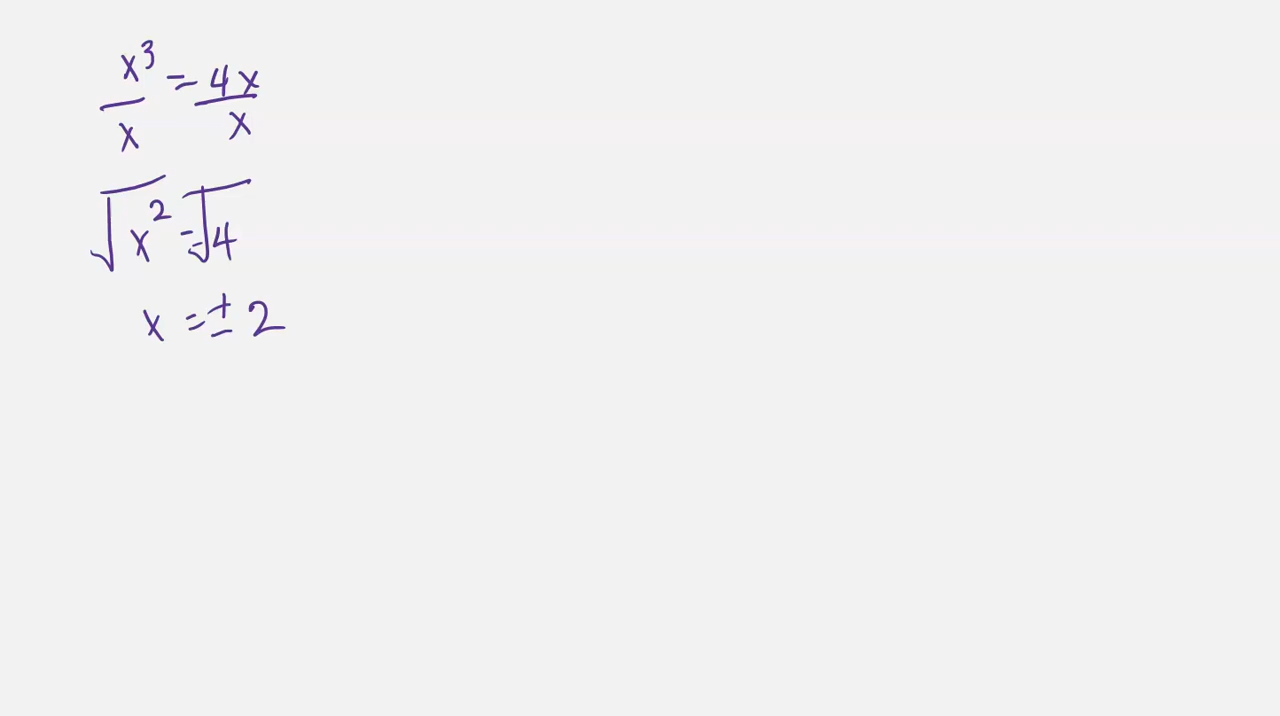 x³/x = 4x/x
√x² = √4
x = ± 2